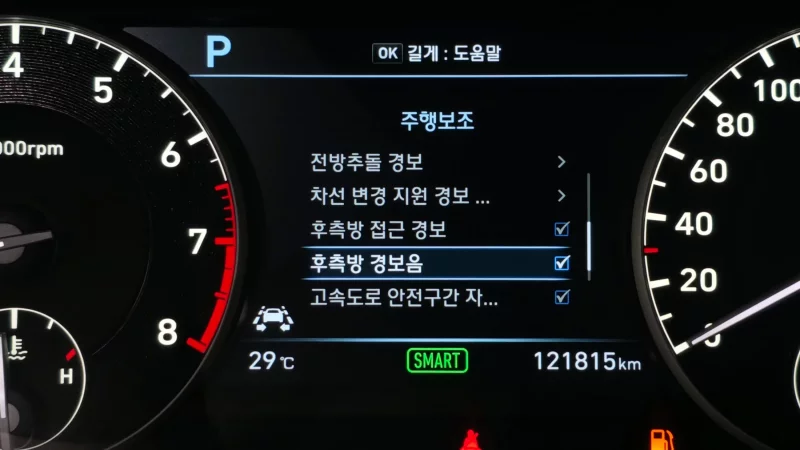 P
OK 길게 : 도움말
주행보조
전방추돌 경보
차선 변경 지원 경보 ...
후측방 접근 경보
후측방 경보음
고속도로 안전구간 자...
29℃
SMART
121815km
4
5
6
7
8
000rpm
H
100
80
60
40
20
0